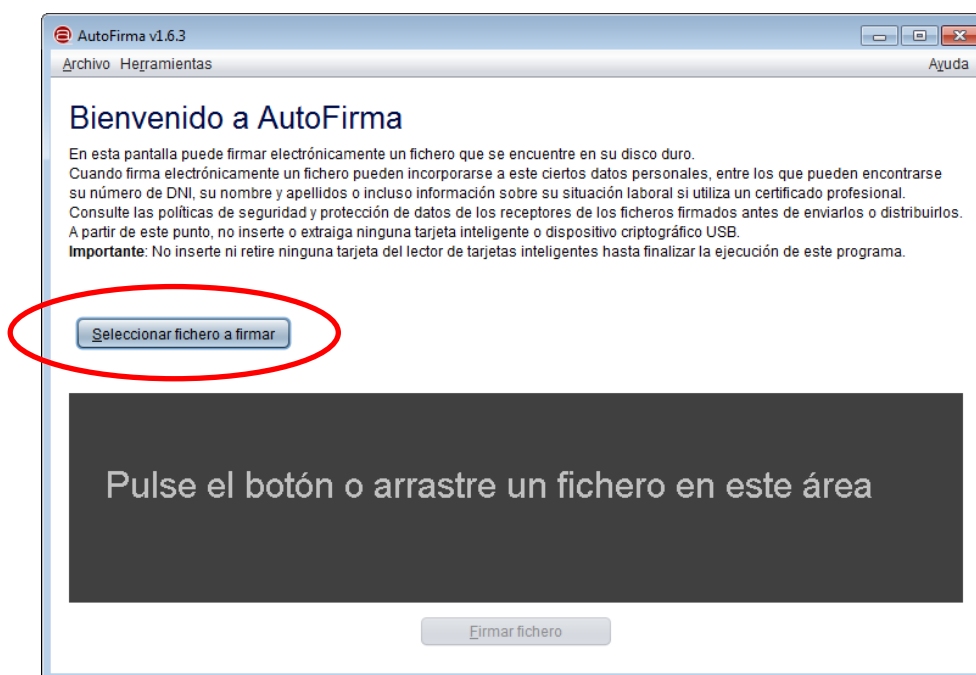 AutoFirma v1.6.3
Archivo Herramientas Ayuda
Bienvenido a AutoFirma
En esta pantalla puede firmar electrónicamente un fichero que se encuentre en su disco duro.
Cuando firma electrónicamente un fichero pueden incorporarse a este ciertos datos personales, entre los que pueden encontrarse
su número de DNI, su nombre y apellidos o incluso información sobre su situación laboral si utiliza un certificado profesional.
Consulte las políticas de seguridad y protección de datos de los receptores de los ficheros firmados antes de enviarlos o distribuirlos.
A partir de este punto, no inserte o extraiga ninguna tarjeta inteligente o dispositivo criptográfico USB.
Importante: No inserte ni retire ninguna tarjeta del lector de tarjetas inteligentes hasta finalizar la ejecución de este programa.
Seleccionar fichero a firmar
Pulse el botón o arrastre un fichero en este área
Firmar fichero